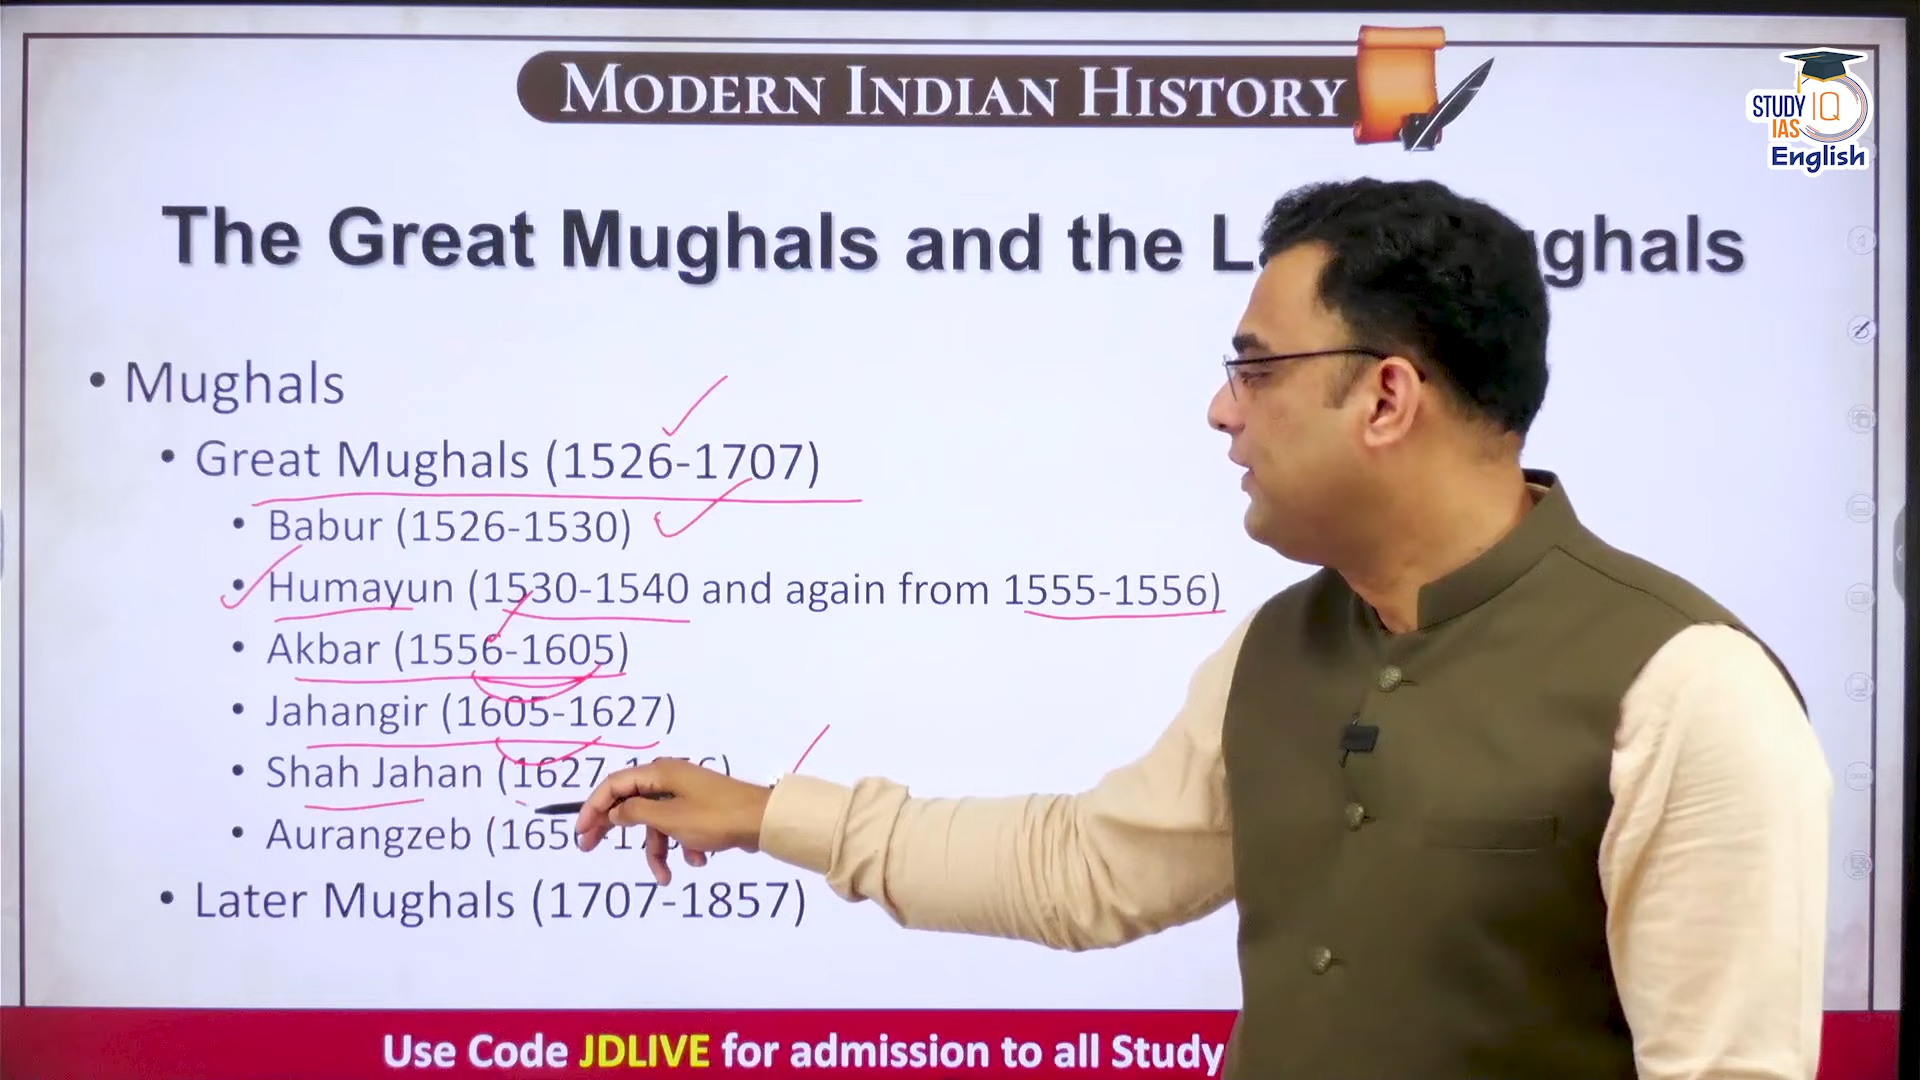 MODERN INDIAN HISTORY
STUDY IQ
IAS
English
The Great Mughals and the
• Mughals
• Great Mughals (1526-1707)
• Babur (1526-1530)
• Humayun (1530-1540 and again from 1555-1556)
• Akbar (1556-1605)
• Jahangir (1605-1627)
• Shah Jahan (1627
• Aurangzeb
• Later Mughals (1707-1857)
Use Code JDLIVE for admission to all Study